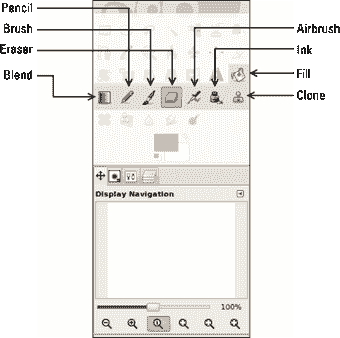 Pencil
Brush
Eraser
Blend
Airbrush
Ink
Fill
Clone
Display Navigation
100%